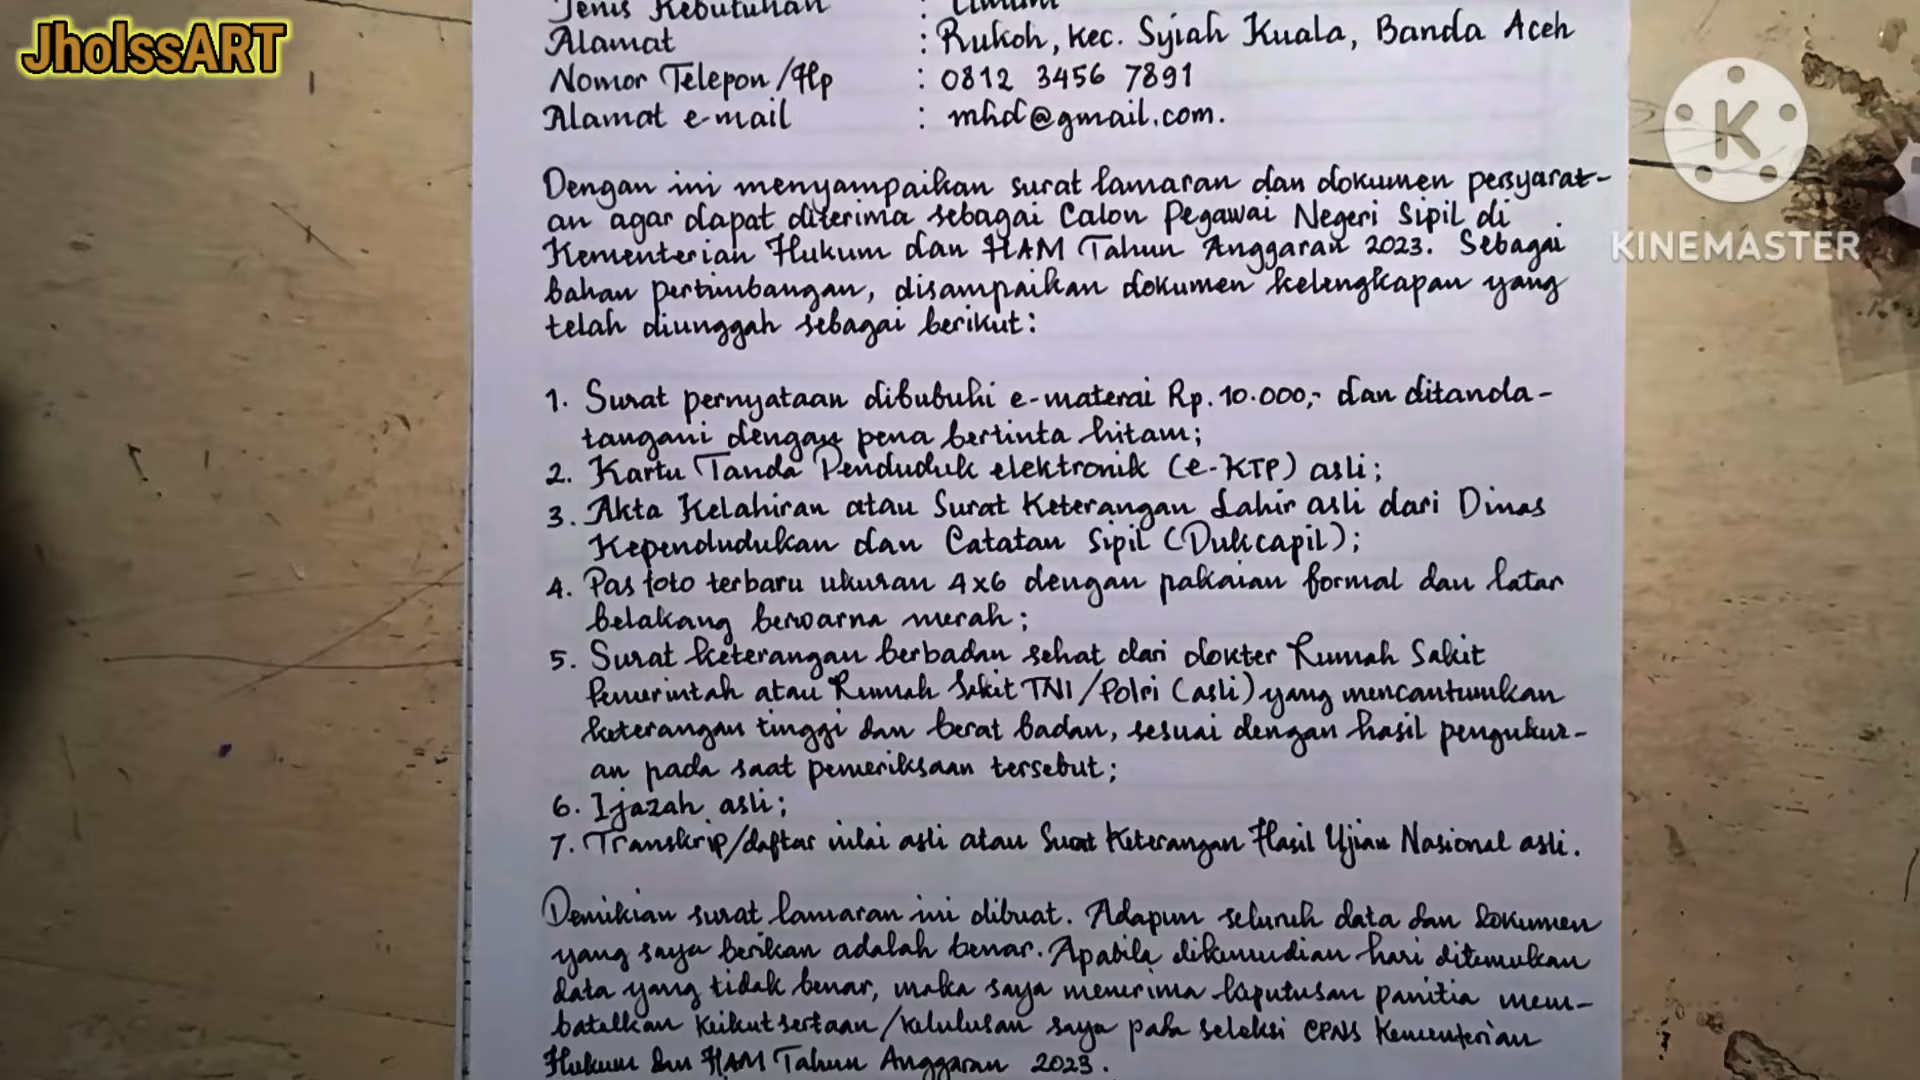 JholssART
Jenis Kebutuhan : Umum
Alamat : Rukoh, Kec. Syiah Kuala, Banda Aceh
Nomor Telepon/Hp : 0812 3456 7891
Alamat e-mail : mhd@gmail.com.
KINEMASTER
Dengan ini menyampaikan surat lamaran dan dokumen persyarat-
an agar dapat diterima sebagai Calon Pegawai Negeri Sipil di
Kementerian Hukum dan HAM Tahun Anggaran 2023. Sebagai
bahan pertimbangan, disampaikan dokumen kelengkapan yang
telah diunggah sebagai berikut:
1. Surat pernyataan dibubuhi e-materai Rp. 10.000,- dan ditanda-
tangani dengan pena bertinta hitam;
2. Kartu Tanda Penduduk elektronik (e-KTP) asli;
3. Akta Kelahiran atau Surat Keterangan Lahir asli dari Dinas
Kependudukan dan Catatan Sipil (Dukcapil);
4. Pas foto terbaru ukuran 4x6 dengan pakaian formal dan latar
belakang berwarna merah;
5. Surat keterangan berbadan sehat dari dokter Rumah Sakit
Pemerintah atau Rumah Sakit TNI/Polri (asli) yang mencantumkan
keterangan tinggi dan berat badan, sesuai dengan hasil pengukur-
an pada saat pemeriksaan tersebut;
6. Ijazah asli;
7. Transkrip/daftar nilai asli atau Surat Keterangan Hasil Ujian Nasional asli.
Demikian surat lamaran ini dibuat. Adapun seluruh data dan dokumen
yang saya berikan adalah benar. Apabila dikemudian hari ditemukan
data yang tidak benar, maka saya menerima keputusan panitia mem-
batalkan keikutsertaan/kelulusan saya pada seleksi CPNS Kementerian
Hukum dan HAM Tahun Anggaran 2023.